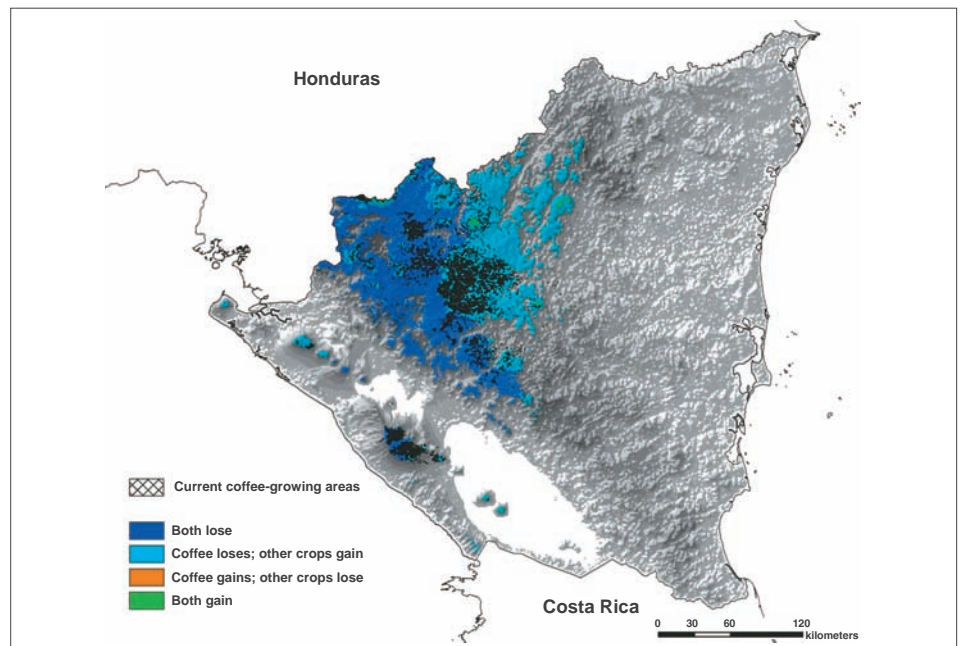 Honduras
Current coffee-growing areas
Both lose
Coffee loses; other crops gain
Coffee gains; other crops lose
Both gain
Costa Rica
0 30 60 120
kilometers